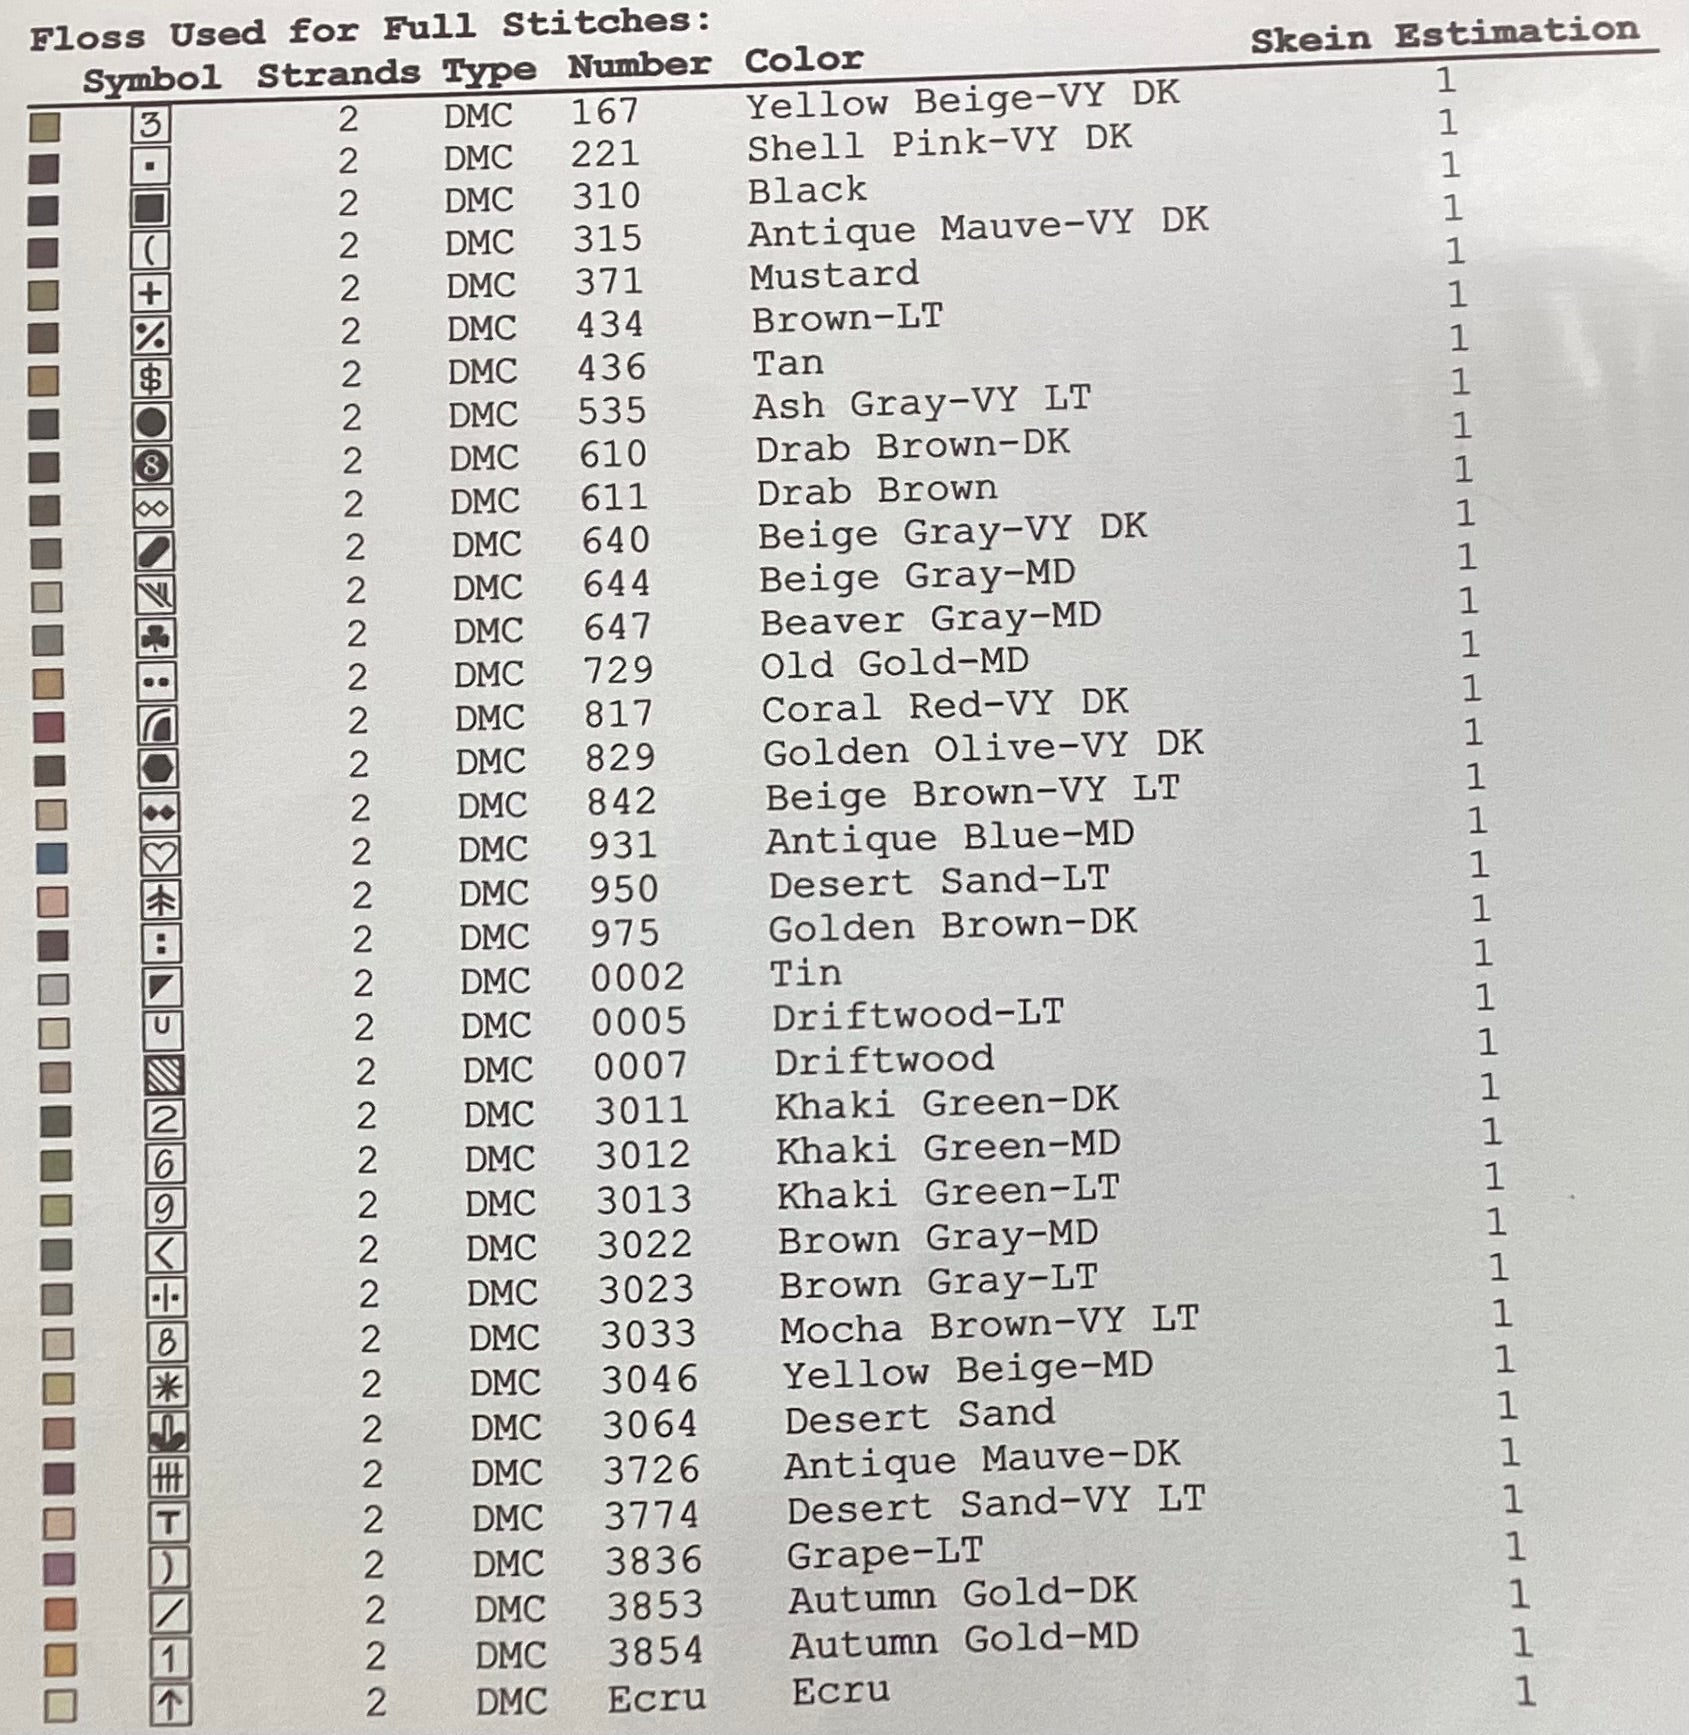 Floss Used for Full Stitches:
Symbol Strands Type Number Color Skein Estimation
3 2 DMC 167 Yellow Beige-VY DK 1
2 DMC 221 Shell Pink-VY DK 1
2 DMC 310 Black 1
( 2 DMC 315 Antique Mauve-VY DK 1
+ 2 DMC 371 Mustard 1
% 2 DMC 434 Brown-LT 1
$ 2 DMC 436 Tan 1
2 DMC 535 Ash Gray-VY LT 1
8 2 DMC 610 Drab Brown-DK 1
2 DMC 611 Drab Brown 1
2 DMC 640 Beige Gray-VY DK 1
2 DMC 644 Beige Gray-MD 1
2 DMC 647 Beaver Gray-MD 1
2 DMC 729 Old Gold-MD 1
2 DMC 817 Coral Red-VY DK 1
2 DMC 829 Golden Olive-VY DK 1
2 DMC 842 Beige Brown-VY LT 1
2 DMC 931 Antique Blue-MD 1
2 DMC 950 Desert Sand-LT 1
: 2 DMC 975 Golden Brown-DK 1
2 DMC 0002 Tin 1
U 2 DMC 0005 Driftwood-LT 1
2 DMC 0007 Driftwood 1
2 2 DMC 3011 Khaki Green-DK 1
6 2 DMC 3012 Khaki Green-MD 1
9 2 DMC 3013 Khaki Green-LT 1
< 2 DMC 3022 Brown Gray-MD 1
2 DMC 3023 Brown Gray-LT 1
8 2 DMC 3033 Mocha Brown-VY LT 1
* 2 DMC 3046 Yellow Beige-MD 1
2 DMC 3064 Desert Sand 1
2 DMC 3726 Antique Mauve-DK 1
T 2 DMC 3774 Desert Sand-VY LT 1
) 2 DMC 3836 Grape-LT 1
/ 2 DMC 3853 Autumn Gold-DK 1
1 2 DMC 3854 Autumn Gold-MD 1
↑ 2 DMC Ecru Ecru 1